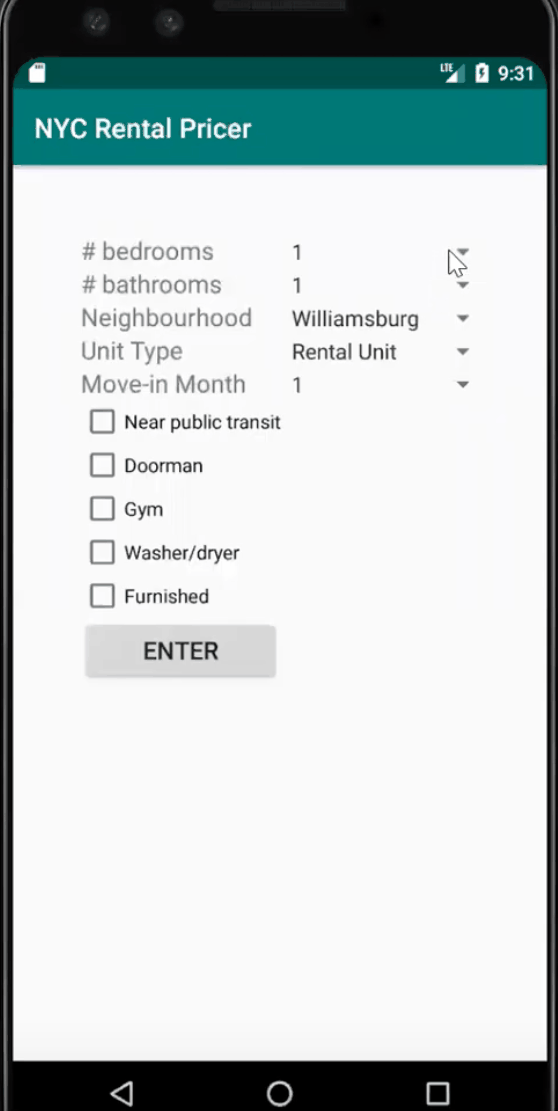 LTE 9:31
NYC Rental Pricer
# bedrooms 1
# bathrooms 1
Neighbourhood Williamsburg
Unit Type Rental Unit
Move-in Month 1
Near public transit
Doorman
Gym
Washer/dryer
Furnished
ENTER